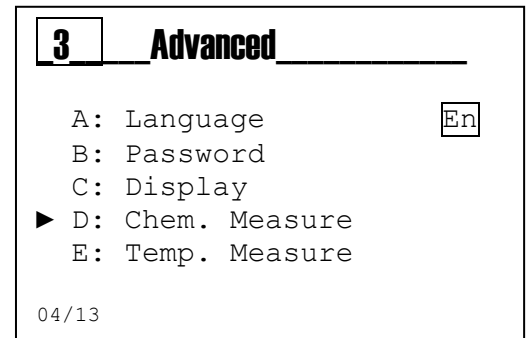 3 Advanced
A: Language En
B: Password
C: Display
► D: Chem. Measure
E: Temp. Measure
04/13